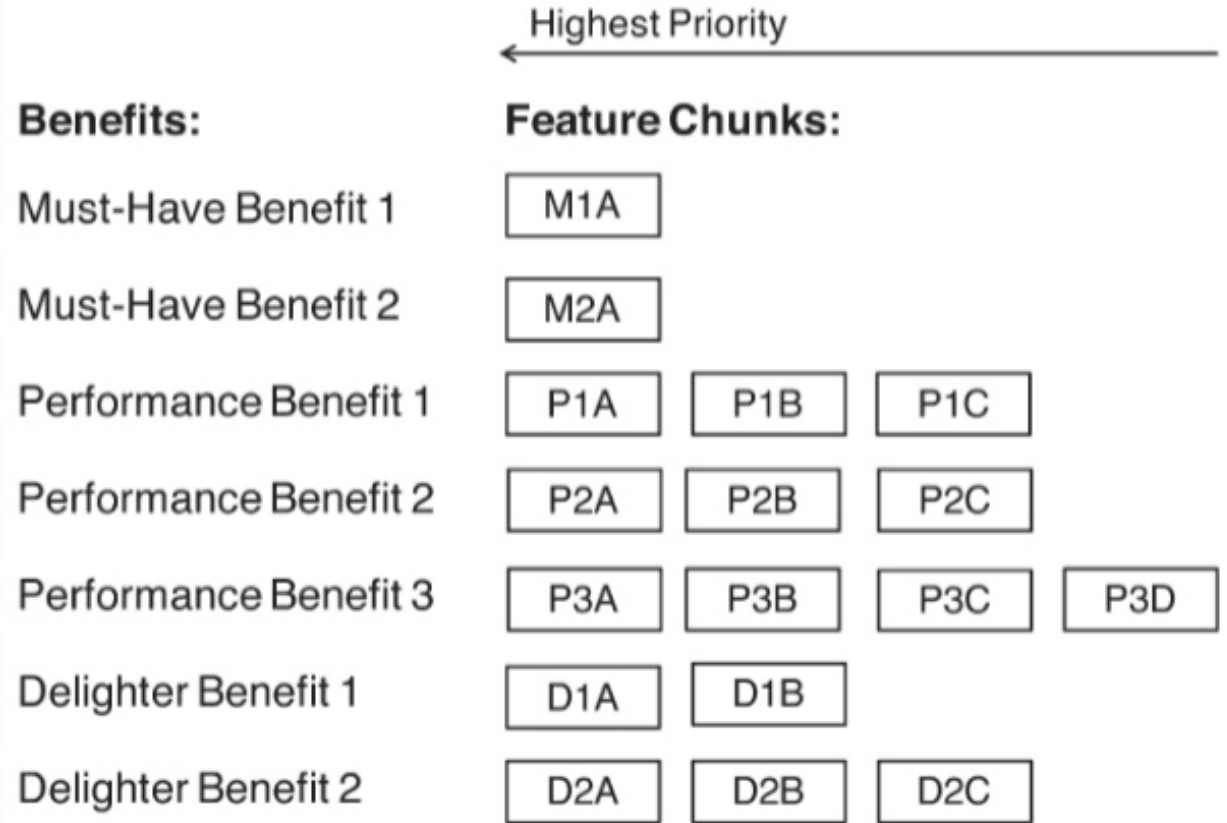 Highest Priority
Benefits: Feature Chunks:
Must-Have Benefit 1 M1A
Must-Have Benefit 2 M2A
Performance Benefit 1 P1A P1B P1C
Performance Benefit 2 P2A P2B P2C
Performance Benefit 3 P3A P3B P3C P3D
Delighter Benefit 1 D1A D1B
Delighter Benefit 2 D2A D2B D2C